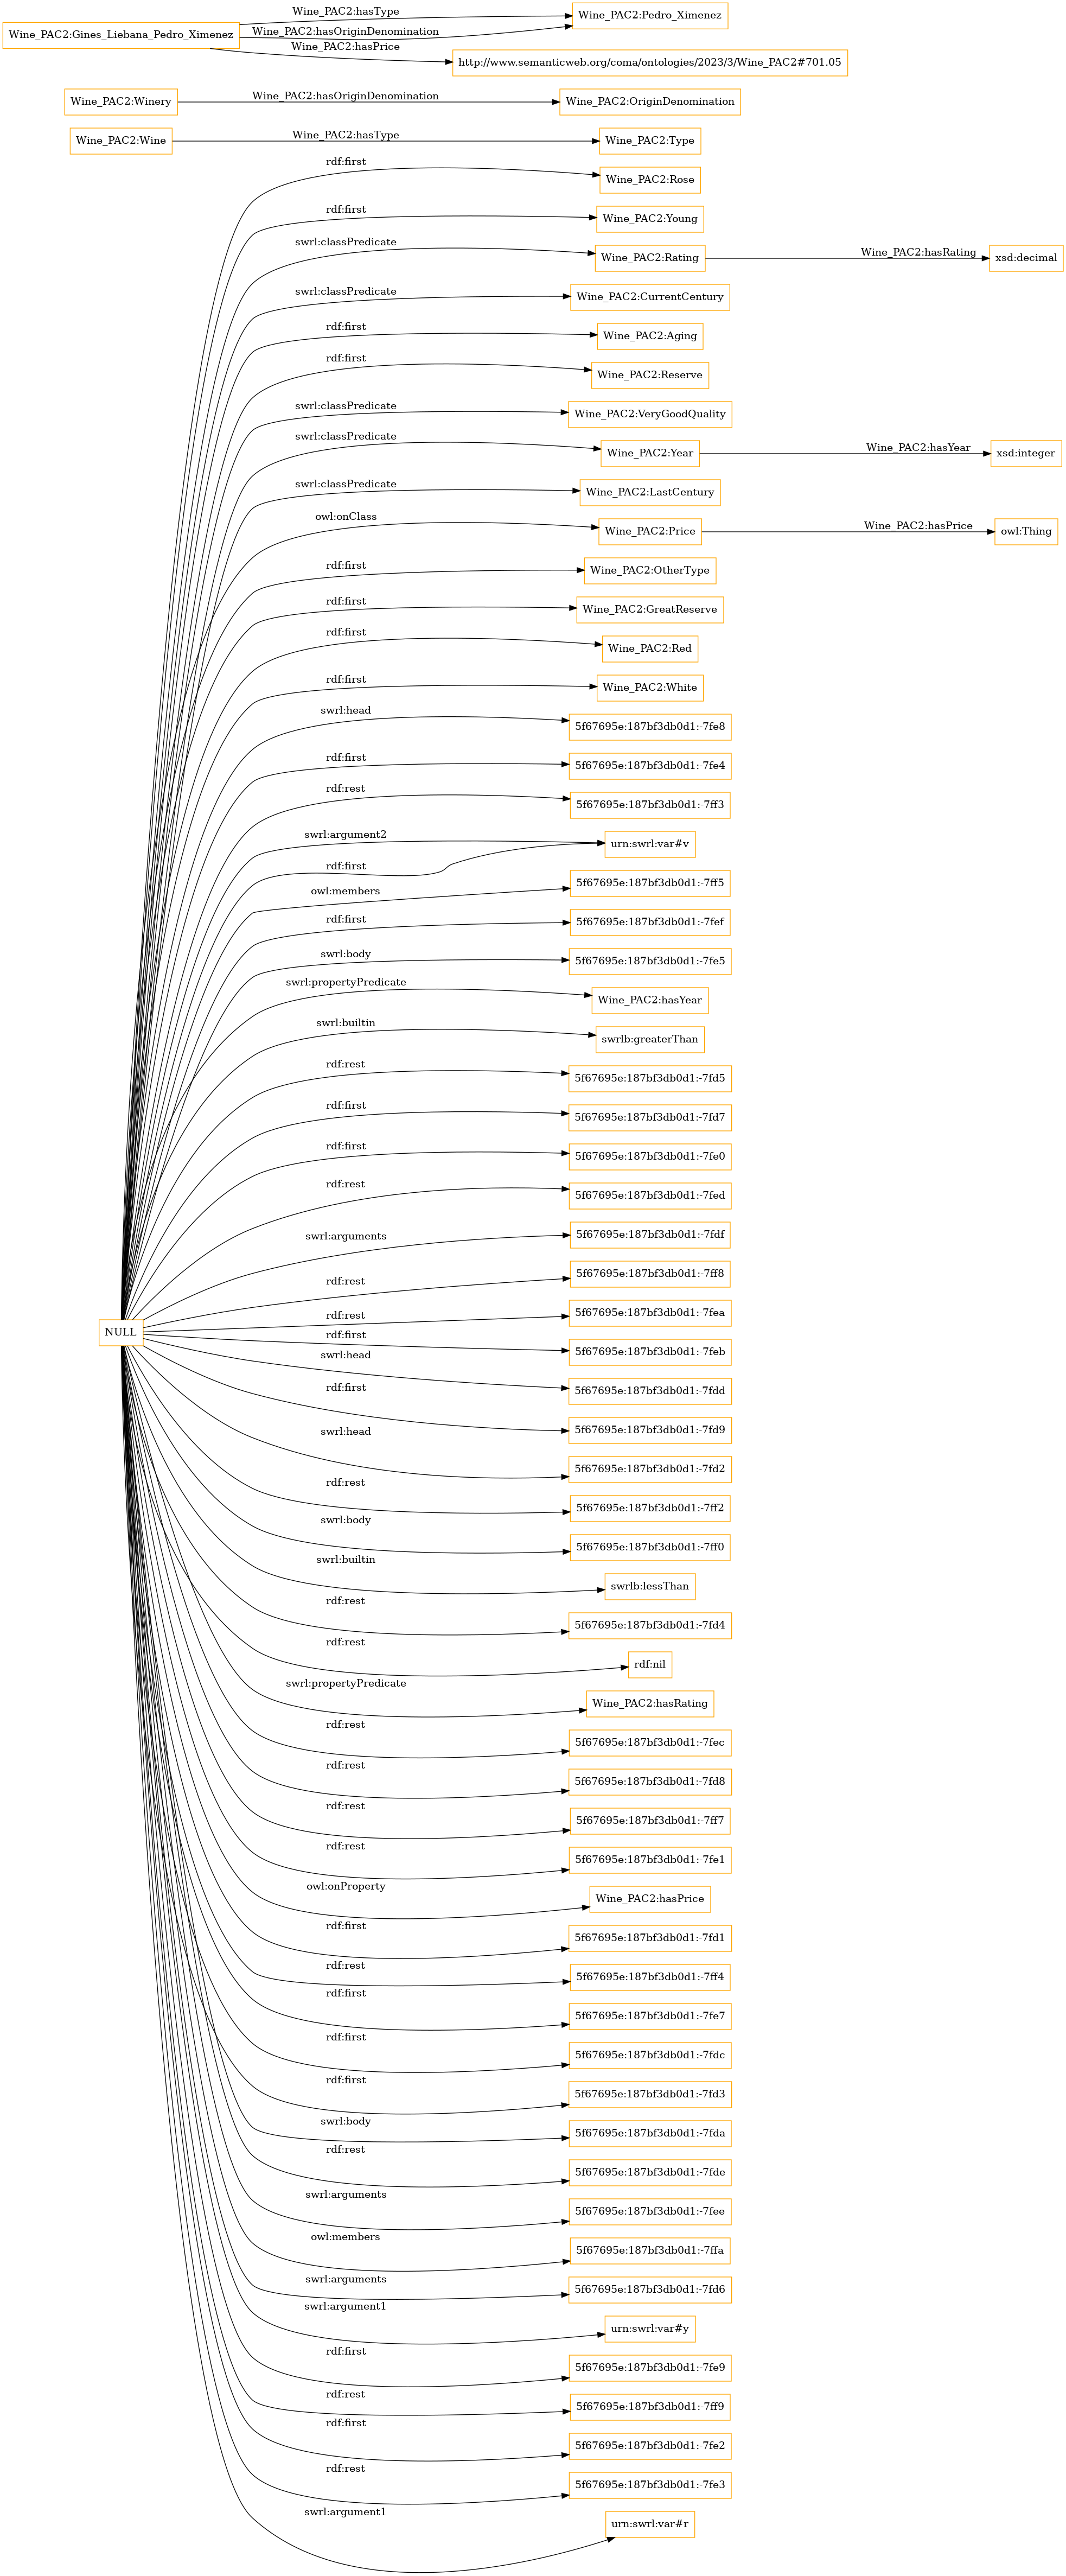 Wine_PAC2:hasType
Wine_PAC2:Pedro_Ximenez
Wine_PAC2:Gines_Liebana_Pedro_Ximenez
Wine_PAC2:hasOriginDenomination
Wine_PAC2:hasPrice
http://www.semanticweb.org/coma/ontologies/2023/3/Wine_PAC2#701.05
Wine_PAC2:Winery
Wine_PAC2:hasOriginDenomination
Wine_PAC2:OriginDenomination
Wine_PAC2:Wine
Wine_PAC2:hasType
Wine_PAC2:Type
rdf:first
Wine_PAC2:Rose
rdf:first
Wine_PAC2:Young
swrl:classPredicate
Wine_PAC2:Rating
Wine_PAC2:hasRating
xsd:decimal
swrl:classPredicate
Wine_PAC2:CurrentCentury
rdf:first
Wine_PAC2:Aging
rdf:first
Wine_PAC2:Reserve
swrl:classPredicate
Wine_PAC2:VeryGoodQuality
swrl:classPredicate
Wine_PAC2:Year
Wine_PAC2:hasYear
xsd:integer
swrl:classPredicate
Wine_PAC2:LastCentury
owl:onClass
Wine_PAC2:Price
Wine_PAC2:hasPrice
owl:Thing
rdf:first
Wine_PAC2:OtherType
rdf:first
Wine_PAC2:GreatReserve
rdf:first
Wine_PAC2:Red
rdf:first
Wine_PAC2:White
swrl:head
5f67695e:187bf3db0d1:-7fe8
rdf:first
5f67695e:187bf3db0d1:-7fe4
rdf:rest
5f67695e:187bf3db0d1:-7ff3
swrl:argument2
urn:swrl:var#v
rdf:first
owl:members
5f67695e:187bf3db0d1:-7ff5
rdf:first
5f67695e:187bf3db0d1:-7fef
swrl:body
5f67695e:187bf3db0d1:-7fe5
swrl:propertyPredicate
Wine_PAC2:hasYear
swrl:builtin
swrlb:greaterThan
rdf:rest
5f67695e:187bf3db0d1:-7fd5
rdf:first
5f67695e:187bf3db0d1:-7fd7
rdf:first
5f67695e:187bf3db0d1:-7fe0
rdf:rest
5f67695e:187bf3db0d1:-7fed
swrl:arguments
5f67695e:187bf3db0d1:-7fdf
rdf:rest
5f67695e:187bf3db0d1:-7ff8
rdf:rest
5f67695e:187bf3db0d1:-7fea
NULL
rdf:first
5f67695e:187bf3db0d1:-7feb
swrl:head
5f67695e:187bf3db0d1:-7fdd
rdf:first
5f67695e:187bf3db0d1:-7fd9
swrl:head
5f67695e:187bf3db0d1:-7fd2
rdf:rest
5f67695e:187bf3db0d1:-7ff2
swrl:body
5f67695e:187bf3db0d1:-7ff0
swrl:builtin
swrlb:lessThan
rdf:rest
5f67695e:187bf3db0d1:-7fd4
rdf:rest
rdf:nil
swrl:propertyPredicate
Wine_PAC2:hasRating
rdf:rest
5f67695e:187bf3db0d1:-7fec
rdf:rest
5f67695e:187bf3db0d1:-7fd8
rdf:rest
5f67695e:187bf3db0d1:-7ff7
rdf:rest
5f67695e:187bf3db0d1:-7fe1
owl:onProperty
Wine_PAC2:hasPrice
rdf:first
5f67695e:187bf3db0d1:-7fd1
rdf:rest
5f67695e:187bf3db0d1:-7ff4
rdf:first
5f67695e:187bf3db0d1:-7fe7
rdf:first
5f67695e:187bf3db0d1:-7fdc
rdf:first
5f67695e:187bf3db0d1:-7fd3
swrl:body
5f67695e:187bf3db0d1:-7fda
rdf:rest
5f67695e:187bf3db0d1:-7fde
swrl:arguments
5f67695e:187bf3db0d1:-7fee
owl:members
5f67695e:187bf3db0d1:-7ffa
swrl:arguments
5f67695e:187bf3db0d1:-7fd6
swrl:argument1
urn:swrl:var#y
rdf:first
5f67695e:187bf3db0d1:-7fe9
rdf:rest
5f67695e:187bf3db0d1:-7ff9
rdf:first
5f67695e:187bf3db0d1:-7fe2
rdf:rest
5f67695e:187bf3db0d1:-7fe3
swrl:argument1
urn:swrl:var#r